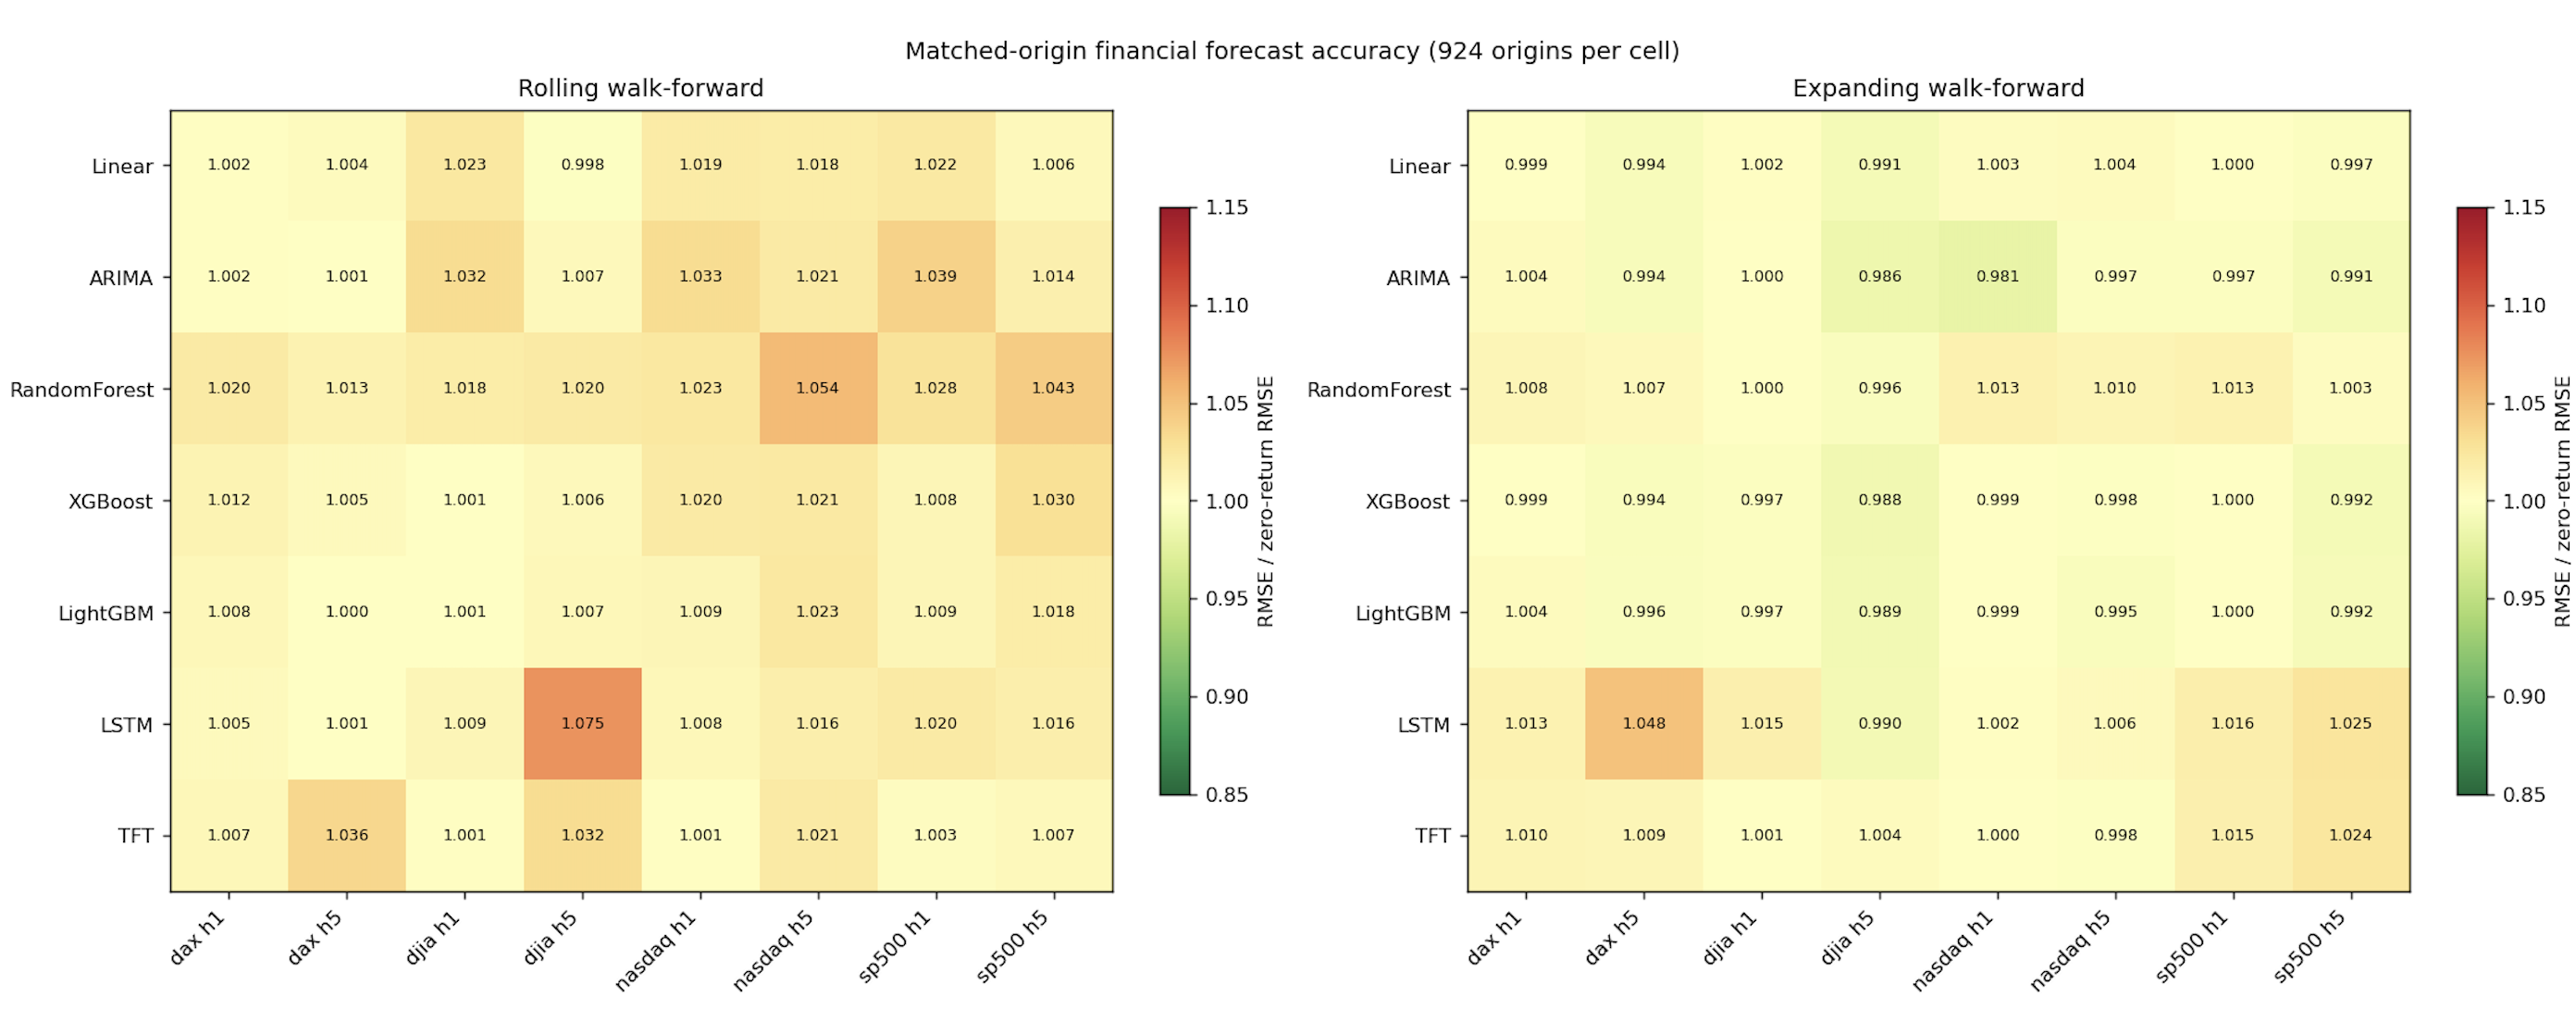 Matched-origin financial forecast accuracy (924 origins per cell)
Rolling walk-forward
Linear 1.002 1.004 1.023 0.998 1.019 1.018 1.022 1.006
ARIMA 1.002 1.001 1.032 1.007 1.033 1.021 1.039 1.014
RandomForest 1.020 1.013 1.018 1.020 1.023 1.054 1.028 1.043
XGBoost 1.012 1.005 1.001 1.006 1.020 1.021 1.008 1.030
LightGBM 1.008 1.000 1.001 1.007 1.009 1.023 1.009 1.018
LSTM 1.005 1.001 1.009 1.075 1.008 1.016 1.020 1.016
TFT 1.007 1.036 1.001 1.032 1.001 1.021 1.003 1.007
dax h1 dax h5 djia h1 djia h5 nasdaq h1 nasdaq h5 sp500 h1 sp500 h5
1.15
1.10
1.05
1.00
0.95
0.90
0.85
RMSE / zero-return RMSE
Expanding walk-forward
Linear 0.999 0.994 1.002 0.991 1.003 1.004 1.000 0.997
ARIMA 1.004 0.994 1.000 0.986 0.981 0.997 0.997 0.991
RandomForest 1.008 1.007 1.000 0.996 1.013 1.010 1.013 1.003
XGBoost 0.999 0.994 0.997 0.988 0.999 0.998 1.000 0.992
LightGBM 1.004 0.996 0.997 0.989 0.999 0.995 1.000 0.992
LSTM 1.013 1.048 1.015 0.990 1.002 1.006 1.016 1.025
TFT 1.010 1.009 1.001 1.004 1.000 0.998 1.015 1.024
dax h1 dax h5 djia h1 djia h5 nasdaq h1 nasdaq h5 sp500 h1 sp500 h5
1.15
1.10
1.05
1.00
0.95
0.90
0.85
RMSE / zero-return RMSE